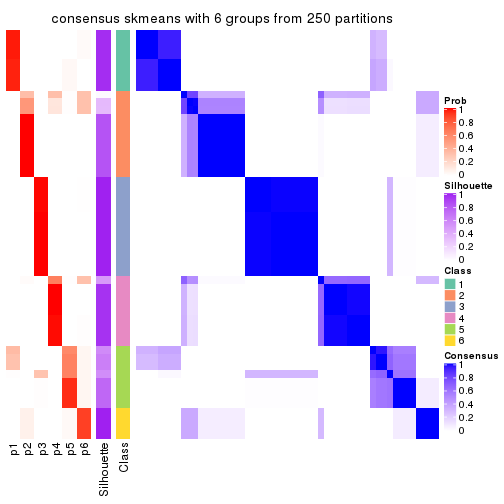 consensus skmeans with 6 groups from 250 partitions
Prob
1
0.8
0.6
0.4
0.2
0
Silhouette
1
0.8
0.6
0.4
0.2
0
Class
1
2
3
4
5
6
Consensus
1
0.8
0.6
0.4
0.2
0
p1
p2
p3
p4
p5
p6
Silhouette
Class